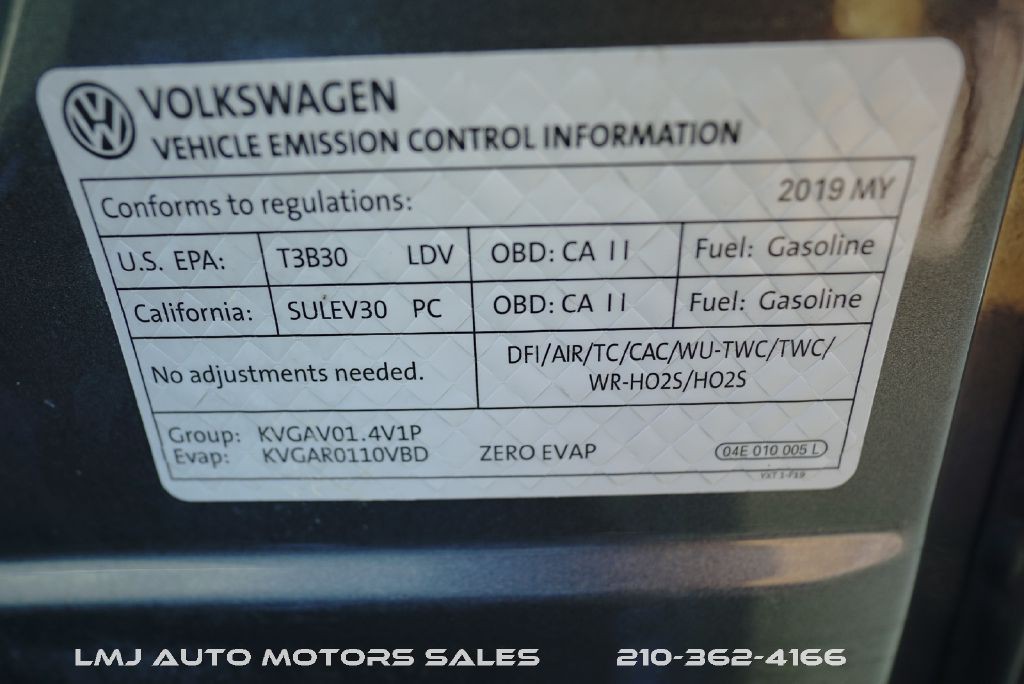 VOLKSWAGEN
VEHICLE EMISSION CONTROL INFORMATION
Conforms to regulations: 2019 MY
U.S. EPA: T3B30 LDV OBD: CA II Fuel: Gasoline
California: SULEV30 PC OBD: CA II Fuel: Gasoline
No adjustments needed. DFI/AIR/TC/CAC/WU-TWC/TWC/
WR-HO2S/HO2S
Group: KVGAV01.4V1P
Evap: KVGAR0110VBD ZERO EVAP 04E 010 005 L
LMJ AUTO MOTORS SALES 210-362-4166